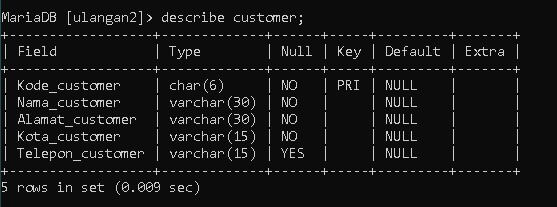 MariaDB [ulangan2]> describe customer;
+------------------+-------------+------+-----+---------+-------+
| Field            | Type        | Null | Key | Default | Extra |
+------------------+-------------+------+-----+---------+-------+
| Kode_customer    | char(6)     | NO   | PRI | NULL    |       |
| Nama_customer    | varchar(30) | NO   |     | NULL    |       |
| Alamat_customer  | varchar(30) | NO   |     | NULL    |       |
| Kota_customer    | varchar(15) | NO   |     | NULL    |       |
| Telepon_customer | varchar(15) | YES  |     | NULL    |       |
+------------------+-------------+------+-----+---------+-------+
5 rows in set (0.009 sec)